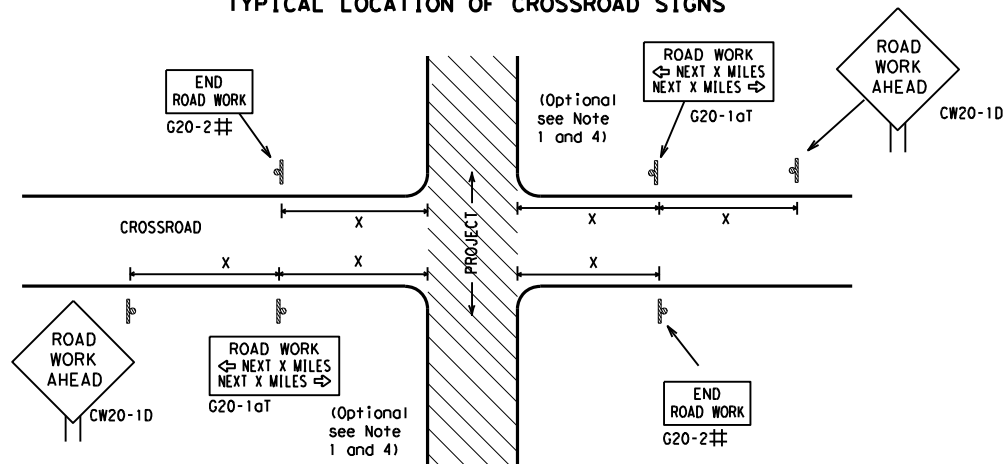 TYPICAL LOCATION OF CROSSROAD SIGNS
END
ROAD WORK
G20-2#
(Optional
see Note
1 and 4)
ROAD WORK
⇦ NEXT X MILES
NEXT X MILES ⇨
G20-1aT
ROAD
WORK
AHEAD
CW20-1D
X
X
X
CROSSROAD
PROJECT
X
X
X
ROAD
WORK
AHEAD
CW20-1D
ROAD WORK
⇦ NEXT X MILES
NEXT X MILES ⇨
G20-1aT
(Optional
see Note
1 and 4)
END
ROAD WORK
G20-2#